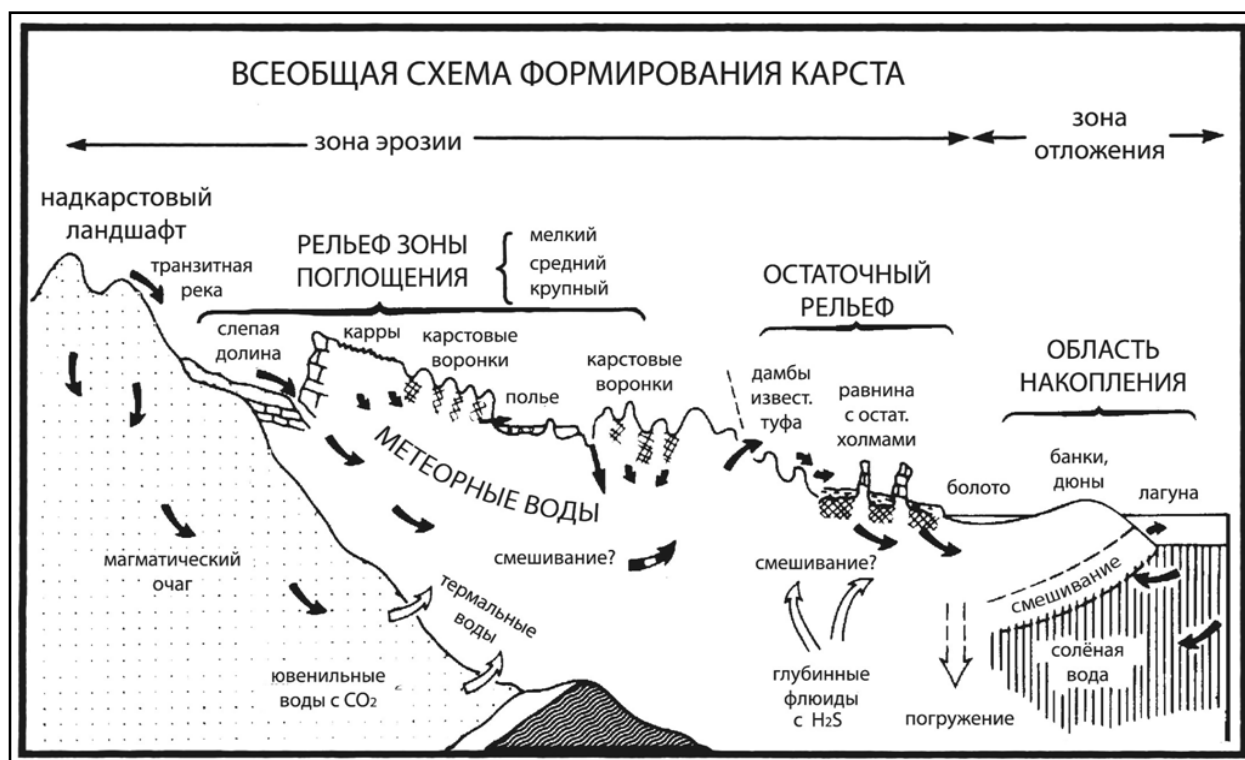 ВСЕОБЩАЯ СХЕМА ФОРМИРОВАНИЯ КАРСТА
зона эрозии
зона
отложения
надкарстовый
ландшафт
транзитная
река
РЕЛЬЕФ ЗОНЫ
ПОГЛОЩЕНИЯ
мелкий
средний
крупный
ОСТАТОЧНЫЙ
РЕЛЬЕФ
ОБЛАСТЬ
НАКОПЛЕНИЯ
слепая
долина
карры
карстовые
воронки
полье
карстовые
воронки
дамбы
извест.
туфа
равнина
с остат.
холмами
болото
банки,
дюны
лагуна
МЕТЕОРНЫЕ ВОДЫ
смешивание?
смешивание?
смешивание
магматический
очаг
термальные
воды
ювенильные
воды с CO2
глубинные
флюиды
с H2S
погружение
солёная
вода